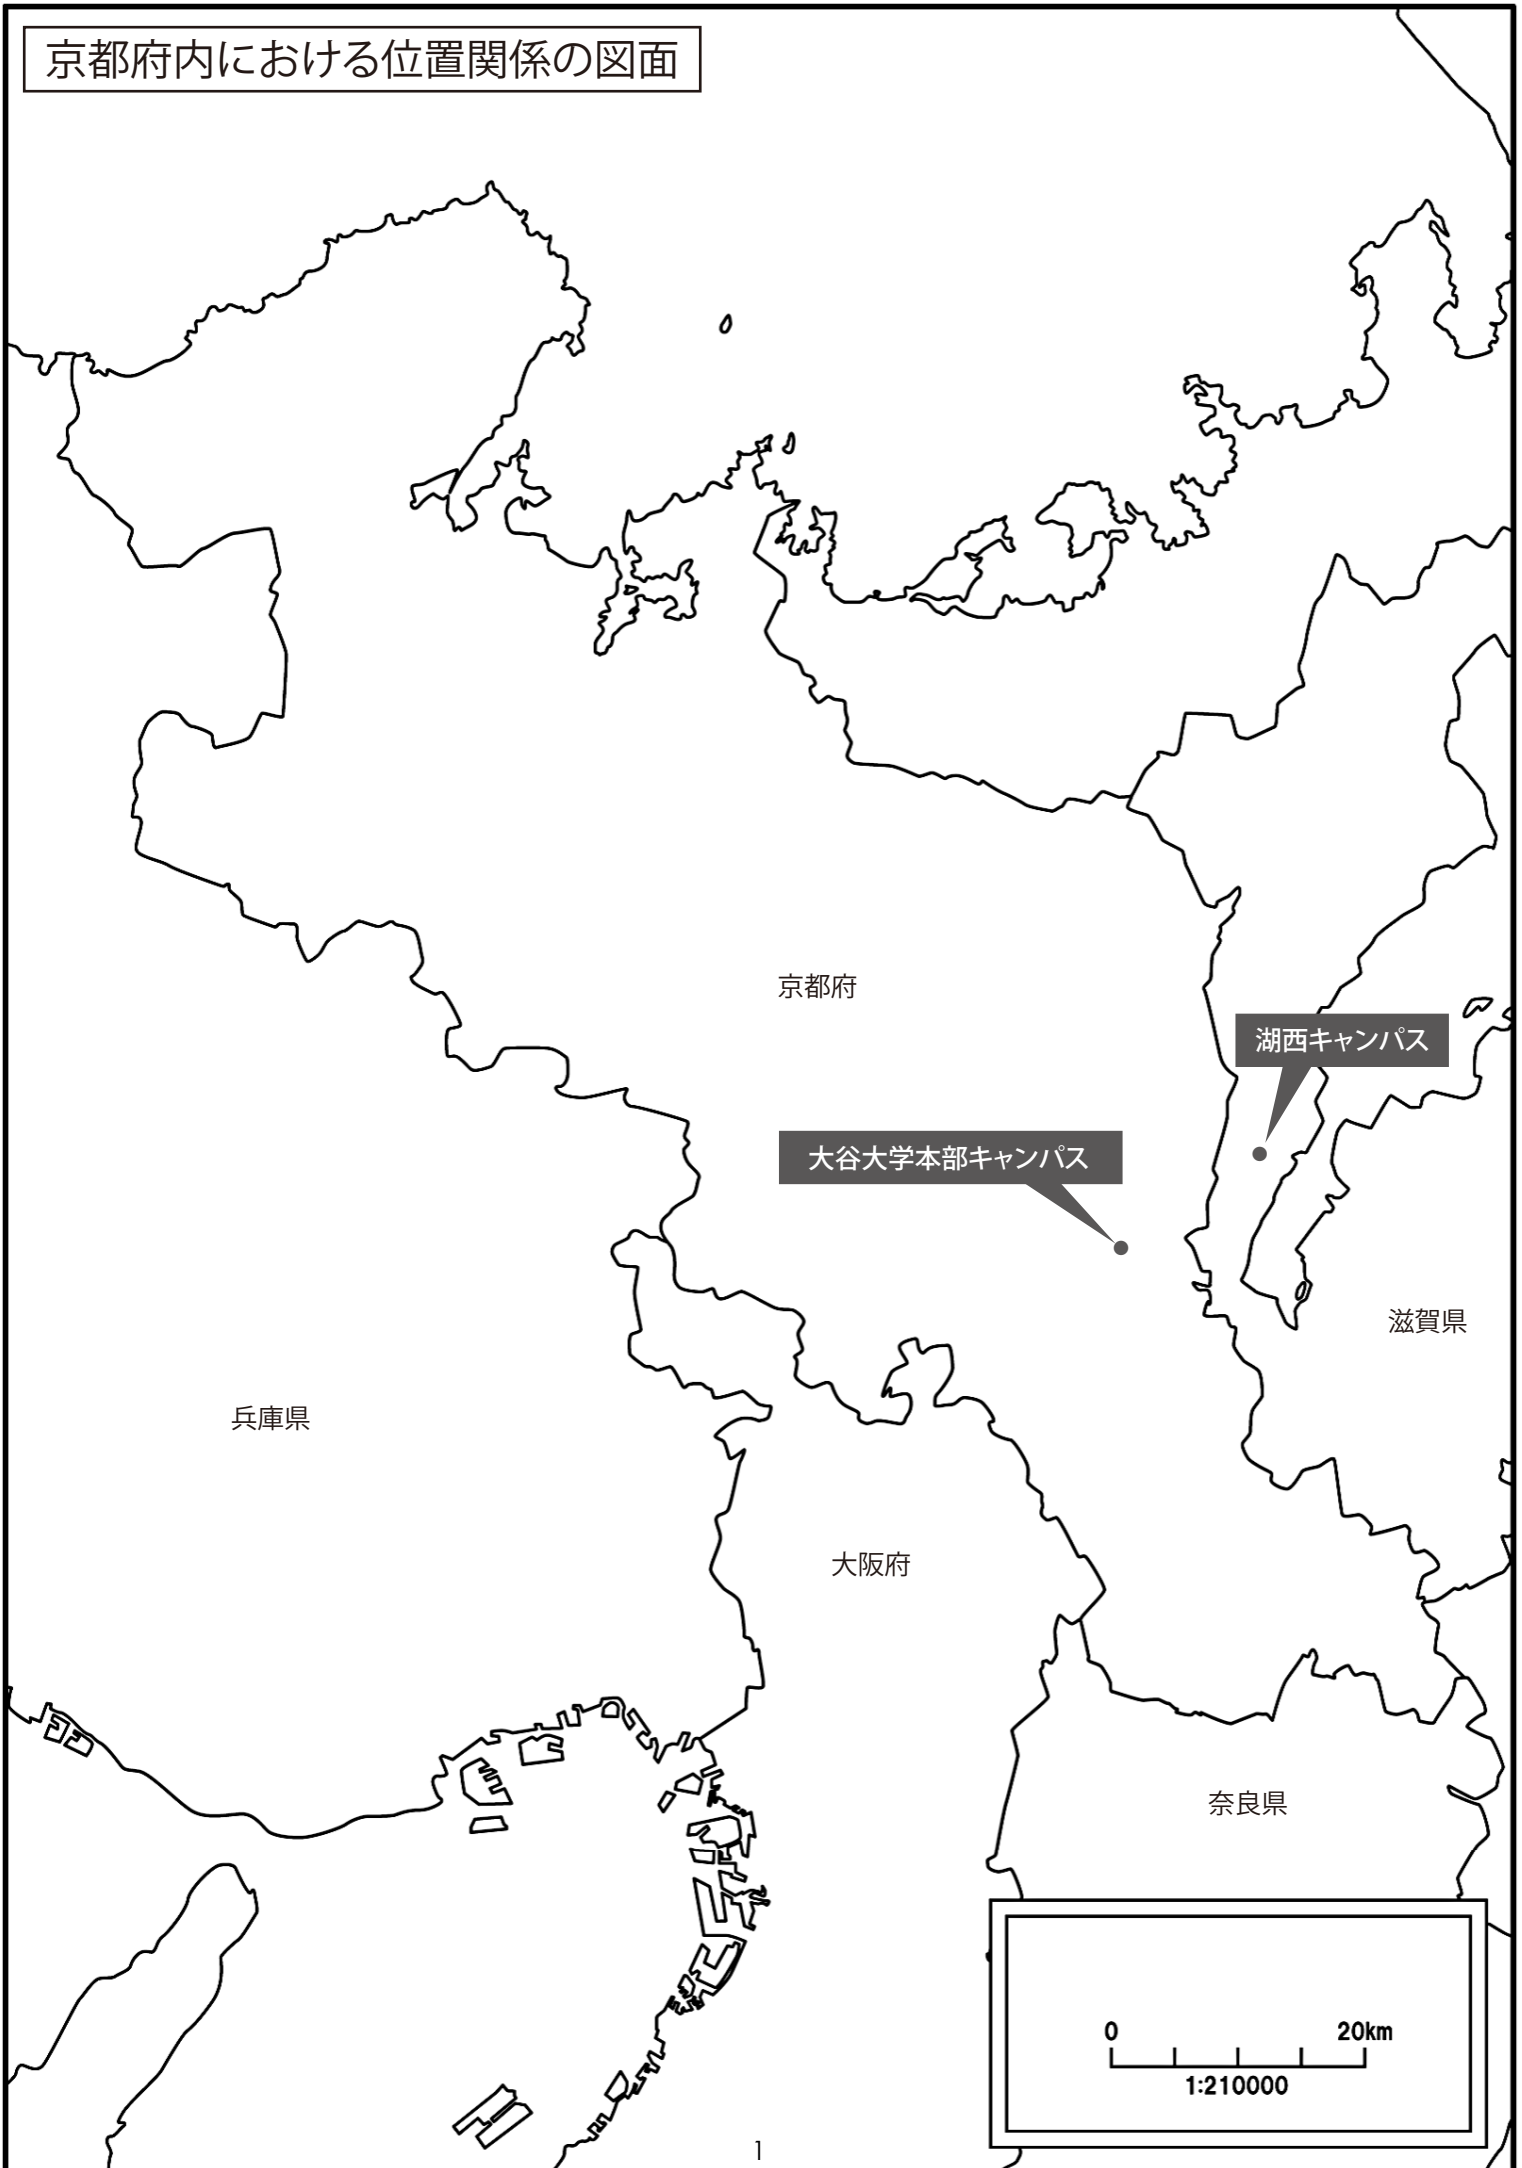 京都府内における位置関係の図面
京都府
湖西キャンパス
大谷大学本部キャンパス
滋賀県
兵庫県
大阪府
奈良県
0 20km
1:210000
1